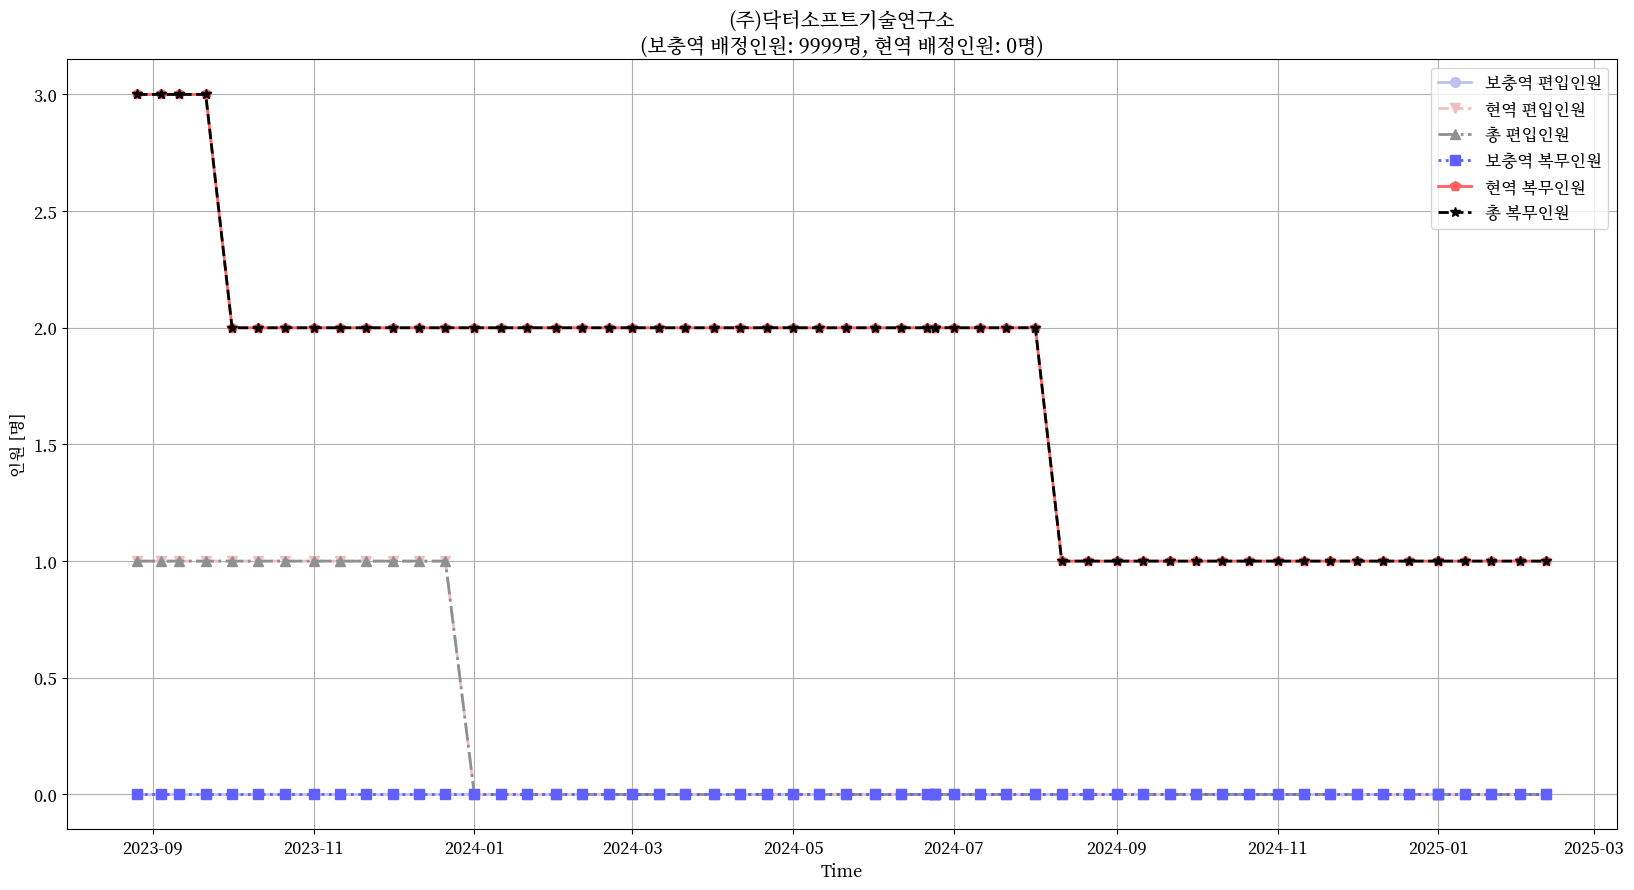 (주)닥터소프트기술연구소
(보충역 배정인원: 9999명, 현역 배정인원: 0명)
보충역 편입인원
현역 편입인원
총 편입인원
보충역 복무인원
현역 복무인원
총 복무인원
3.0
2.5
2.0
1.5
1.0
0.5
0.0
인원 [명]
2023-09
2023-11
2024-01
2024-03
2024-05
2024-07
2024-09
2024-11
2025-01
2025-03
Time